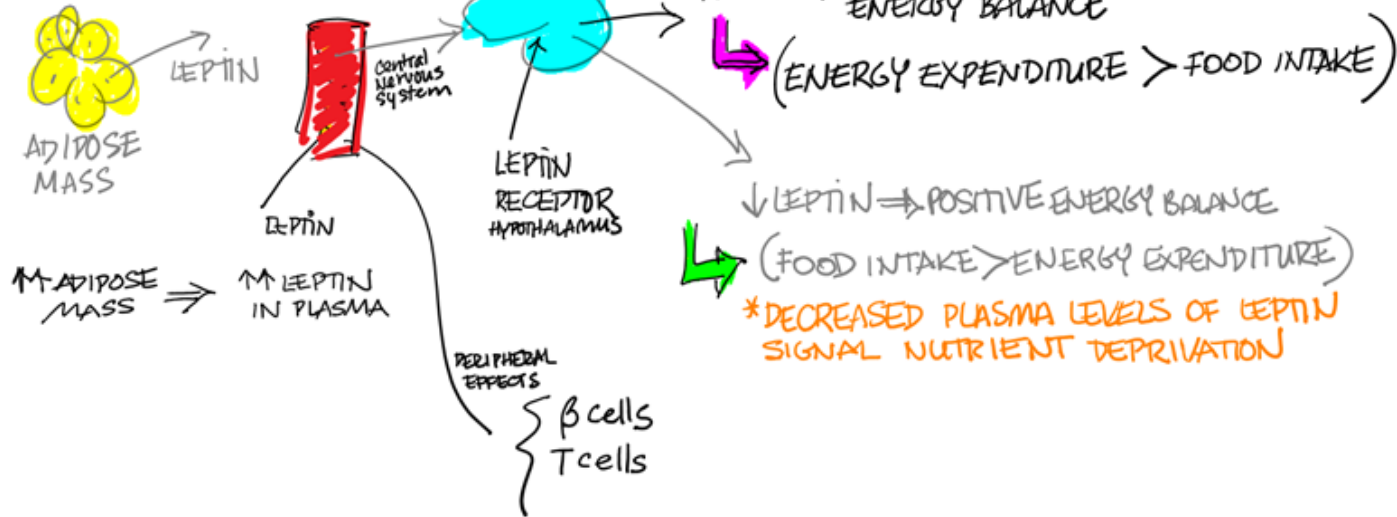 ENERGY BALANCE
(ENERGY EXPENDITURE > FOOD INTAKE)
LEPTIN
central
nervous
system
ADIPOSE
MASS
LEPTIN
RECEPTOR
HYPOTHALAMUS
LEPTIN
↓ LEPTIN ⇒ POSITIVE ENERGY BALANCE
(FOOD INTAKE > ENERGY EXPENDITURE)
*DECREASED PLASMA LEVELS OF LEPTIN
SIGNAL NUTRIENT DEPRIVATION
↑↑ ADIPOSE
MASS ⇒
↑↑ LEPTIN
IN PLASMA
PERIPHERAL
EFFECTS
β cells
T cells